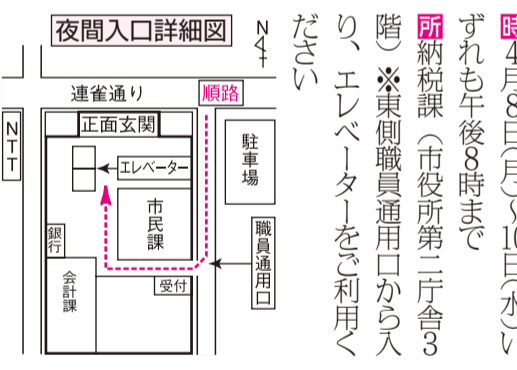 時4月8日(月)〜10日(水)い
ずれも午後8時まで
所納税課(市役所第二庁舎3
階)※東側職員通用口から入
り、エレベーターをご利用く
ださい
夜間入口詳細図
N
連雀通り
順路
NTT
正面玄関
駐車場
エレベーター
市民課
銀行
職員通用口
会計課
受付